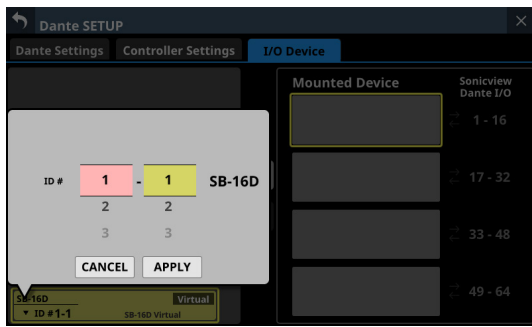 Dante SETUP
Dante Settings Controller Settings I/O Device
Mounted Device
Sonicview
Dante I/O
1 - 16
17 - 32
33 - 48
49 - 64
ID # 1 - 1 SB-16D
2 2
3 3
CANCEL APPLY
SB-16D Virtual
ID #1-1 SB-16D Virtual